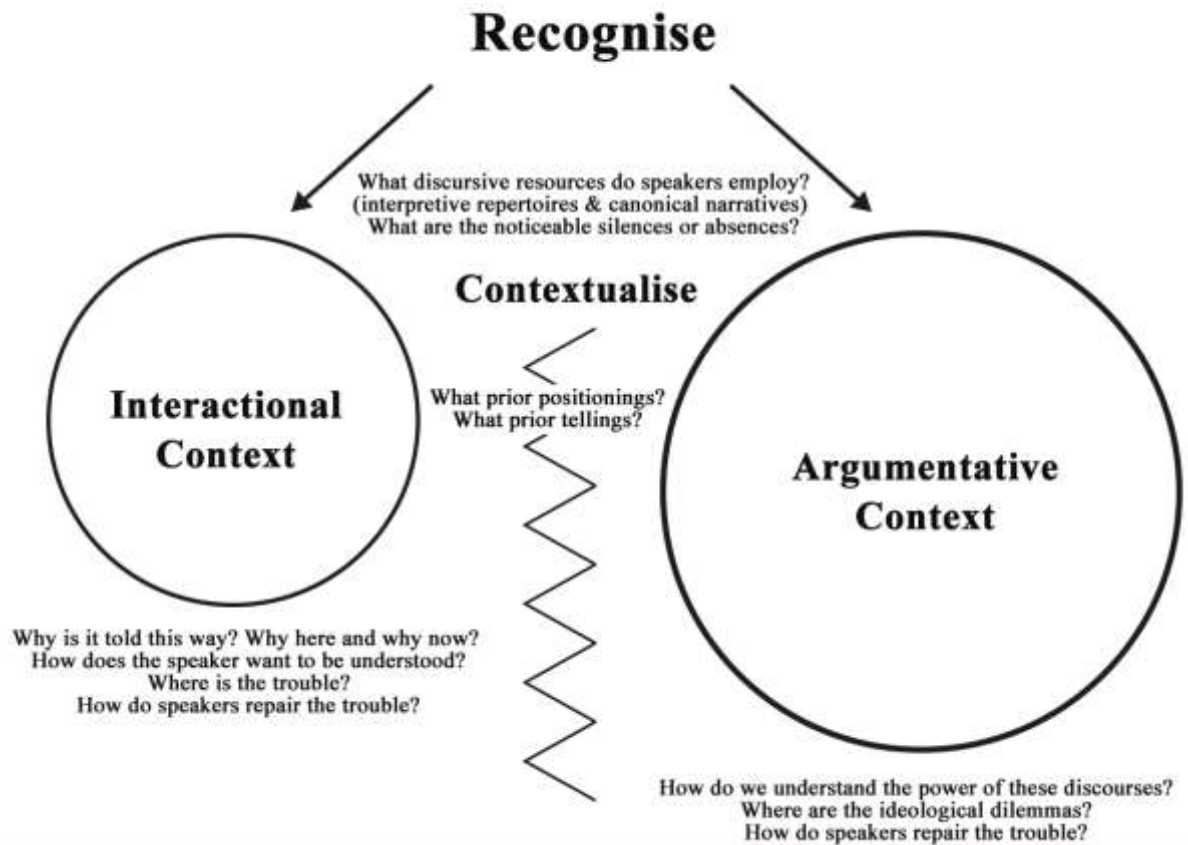 Recognise
What discursive resources do speakers employ?
(interpretive repertoires & canonical narratives)
What are the noticeable silences or absences?
Contextualise
What prior positionings?
What prior tellings?
Interactional
Context
Argumentative
Context
Why is it told this way? Why here and why now?
How does the speaker want to be understood?
Where is the trouble?
How do speakers repair the trouble?
How do we understand the power of these discourses?
Where are the ideological dilemmas?
How do speakers repair the trouble?